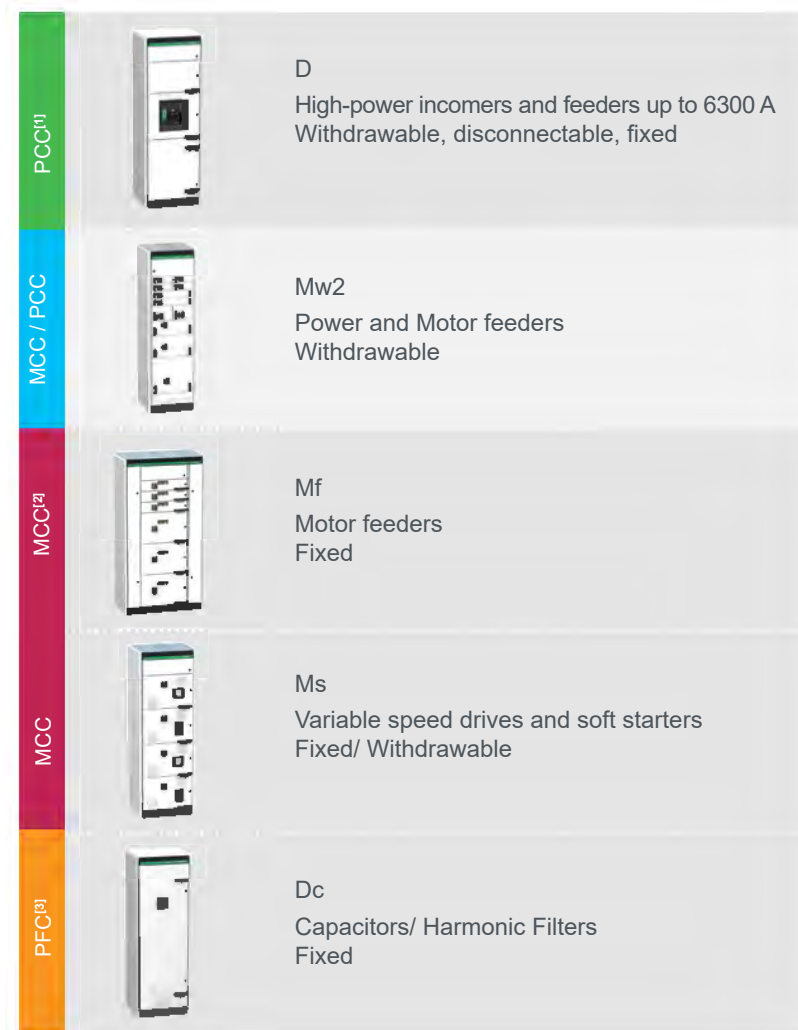 PCC[1]
D
High-power incomers and feeders up to 6300 A
Withdrawable, disconnectable, fixed
MCC / PCC
Mw2
Power and Motor feeders
Withdrawable
MCC[2]
Mf
Motor feeders
Fixed
MCC
Ms
Variable speed drives and soft starters
Fixed/ Withdrawable
PFC[3]
Dc
Capacitors/ Harmonic Filters
Fixed